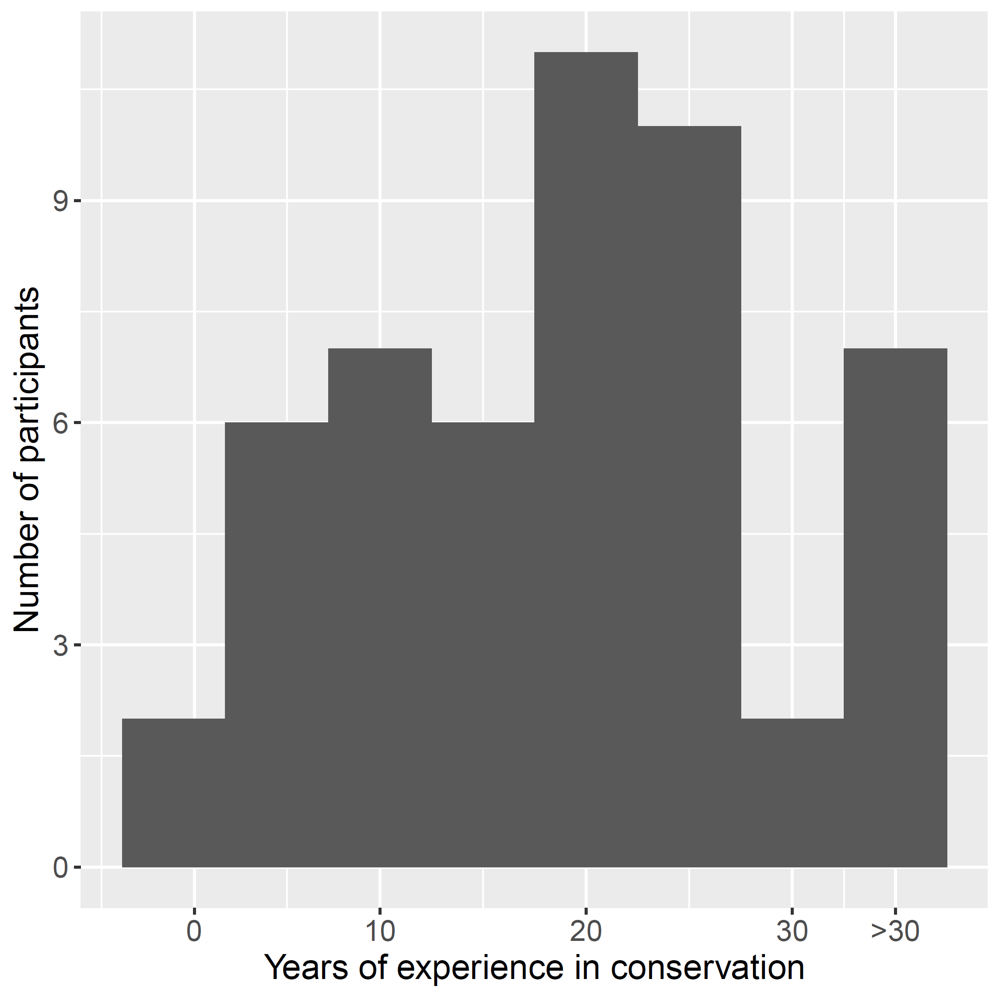 Number of participants
9
6
3
0
0 10 20 30 >30
Years of experience in conservation